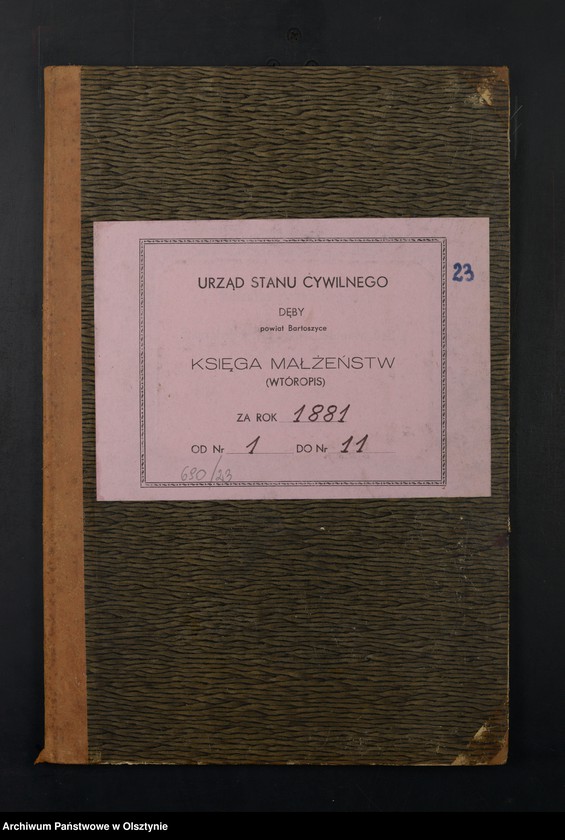 23
URZĄD STANU CYWILNEGO
DĘBY
powiat Bartoszyce
KSIĘGA MAŁŻEŃSTW
(WTÓROPIS)
ZA ROK 1881
OD Nr 1 DO Nr 11
690/23
Archiwum Państwowe w Olsztynie